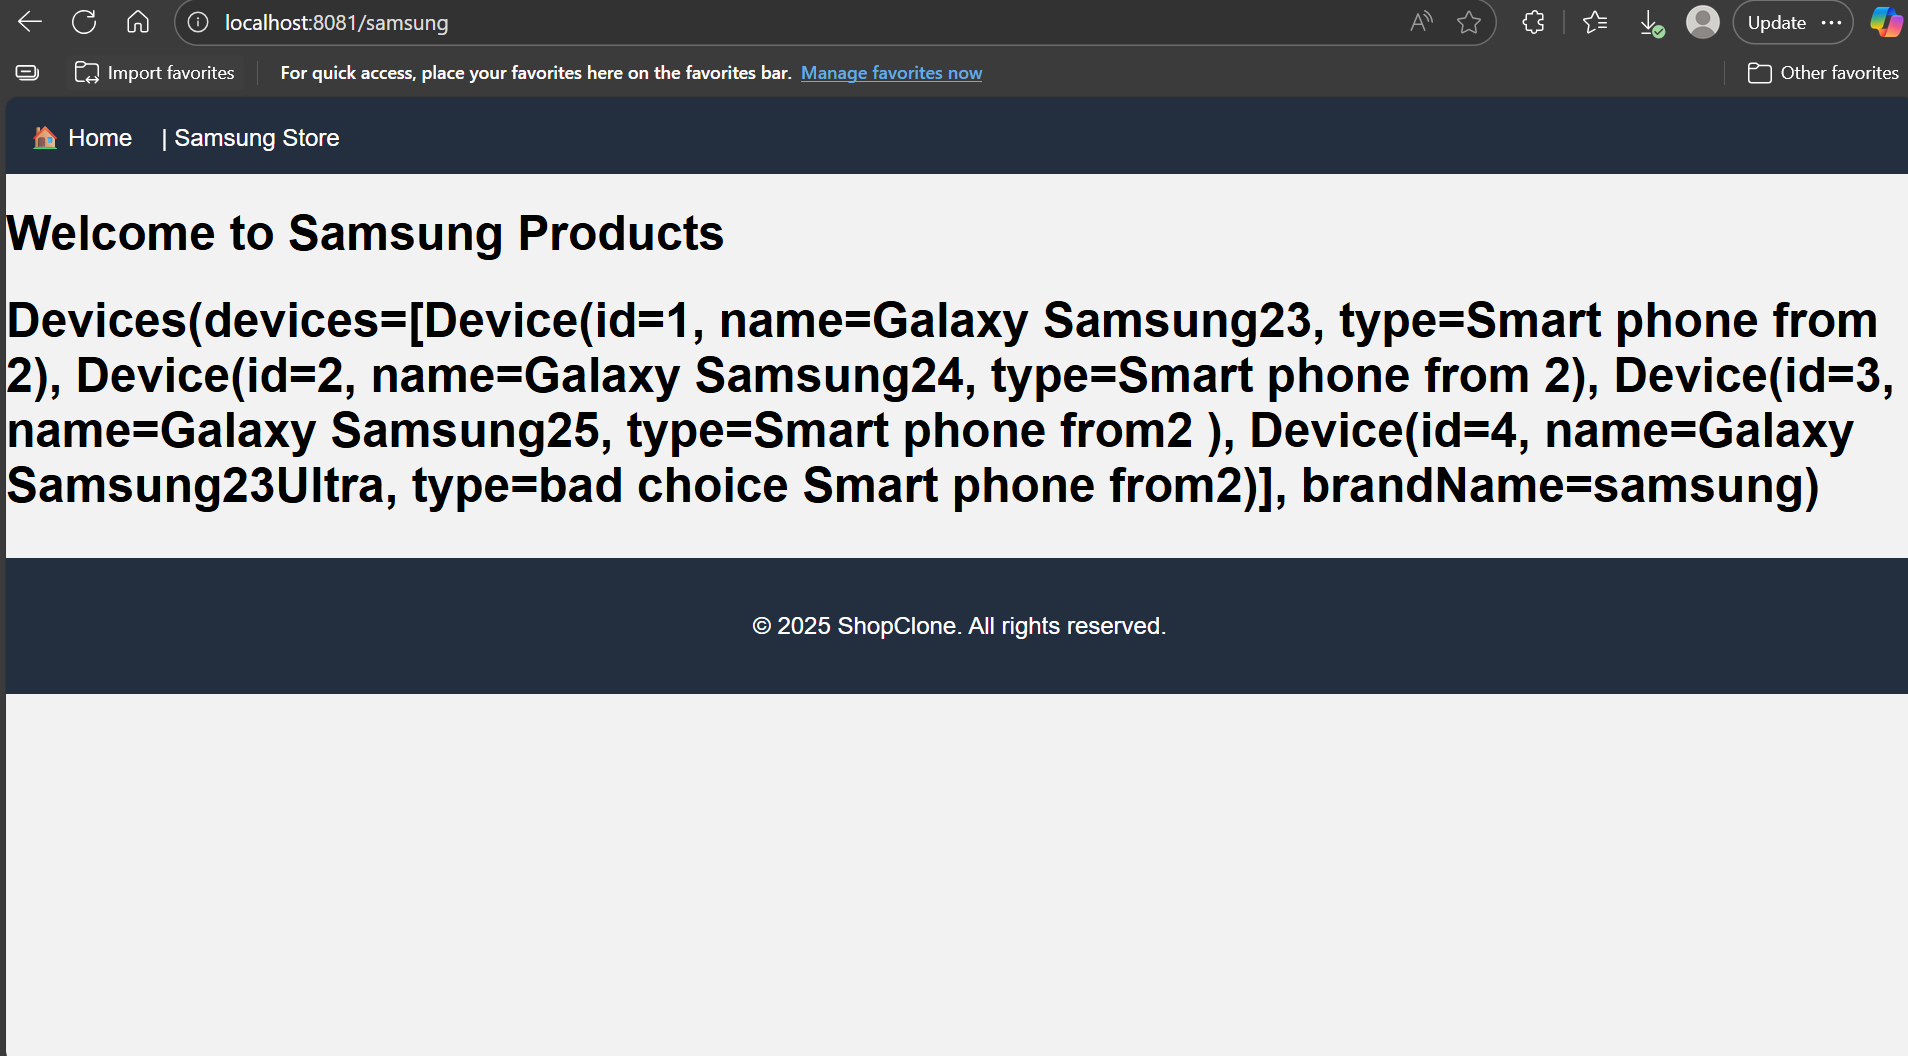 localhost:8081/samsung
Update
Import favorites
For quick access, place your favorites here on the favorites bar. Manage favorites now
Other favorites
Home | Samsung Store
Welcome to Samsung Products
Devices(devices=[Device(id=1, name=Galaxy Samsung23, type=Smart phone from
2), Device(id=2, name=Galaxy Samsung24, type=Smart phone from 2), Device(id=3,
name=Galaxy Samsung25, type=Smart phone from2 ), Device(id=4, name=Galaxy
Samsung23Ultra, type=bad choice Smart phone from2)], brandName=samsung)
© 2025 ShopClone. All rights reserved.